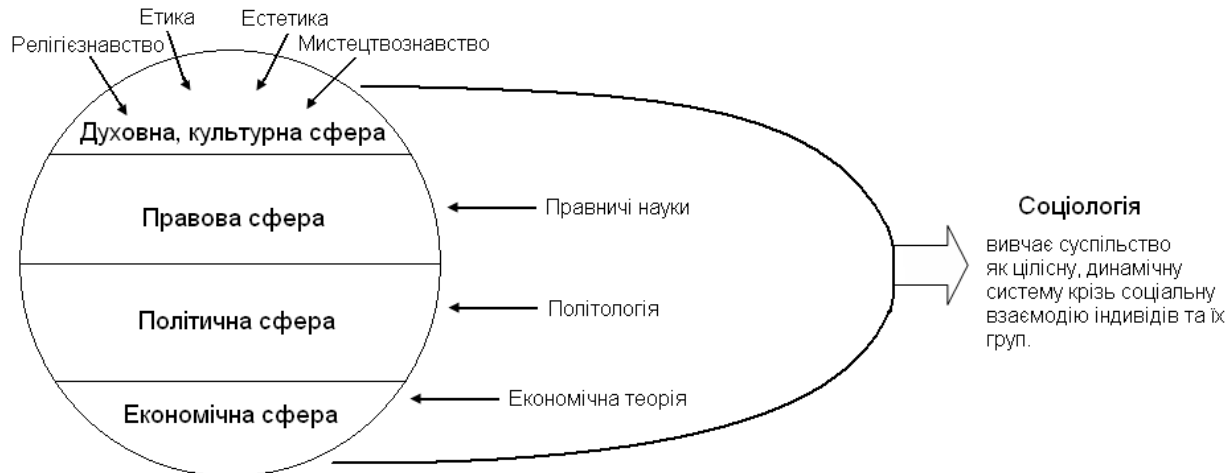 Етика
Естетика
Релігієзнавство
Мистецтвознавство
Духовна, культурна сфера
Правова сфера
Правничі науки
Політична сфера
Політологія
Економічна сфера
Економічна теорія
Соціологія
вивчає суспільство
як цілісну, динамічну
систему крізь соціальну
взаємодію індивідів та їх
груп.